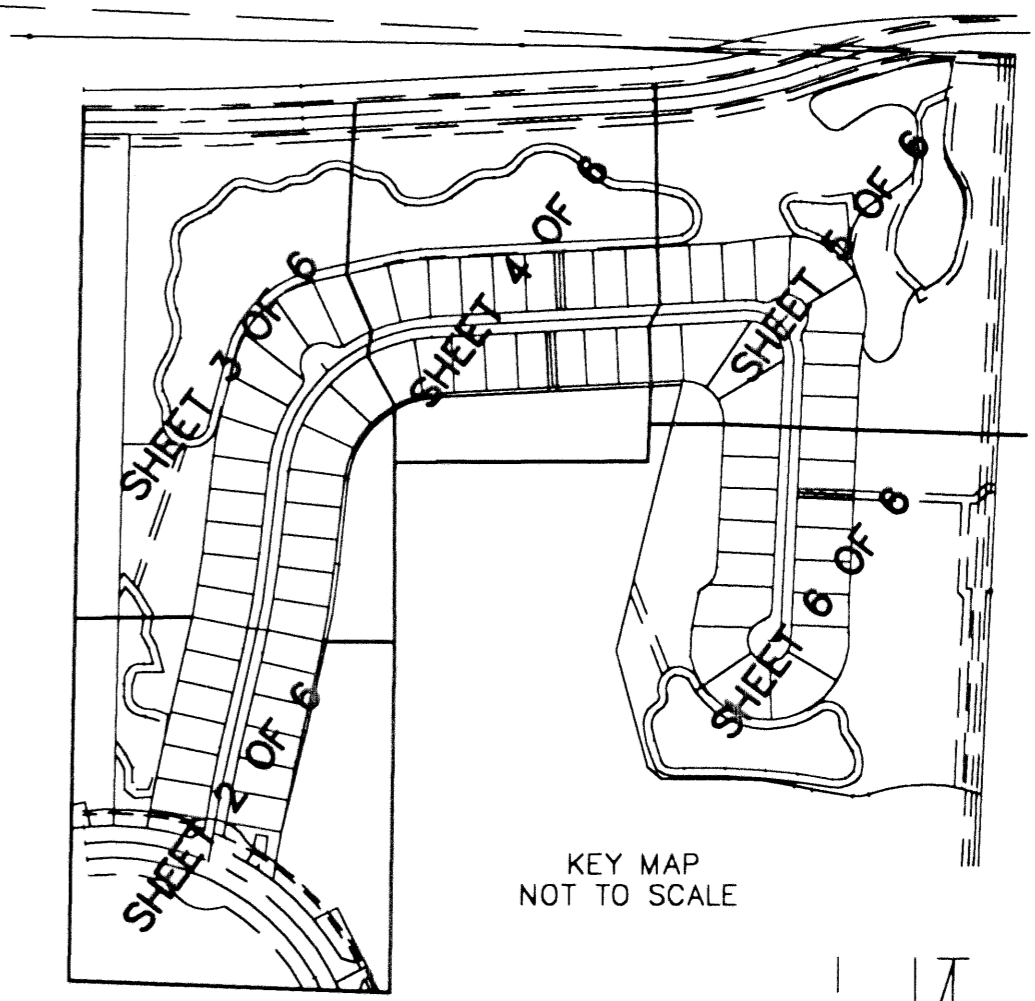 SHEET 3 OF 6
SHEET 4 OF 6
SHEET 5 OF 6
SHEET 6 OF 6
SHEET 2 OF 6
KEY MAP
NOT TO SCALE